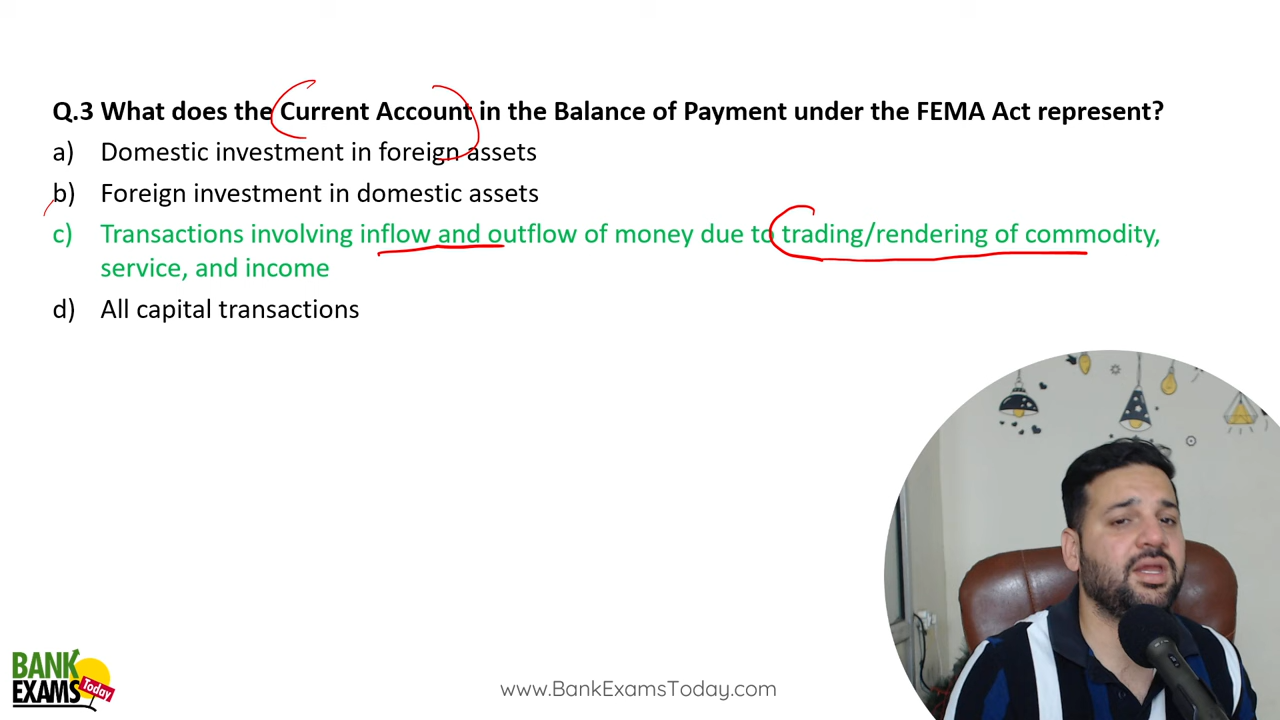 Q.3 What does the Current Account in the Balance of Payment under the FEMA Act represent?
a) Domestic investment in foreign assets
b) Foreign investment in domestic assets
c) Transactions involving inflow and outflow of money due to trading/rendering of commodity,
service, and income
d) All capital transactions
BANK
EXAMS
Today
www.BankExamsToday.com